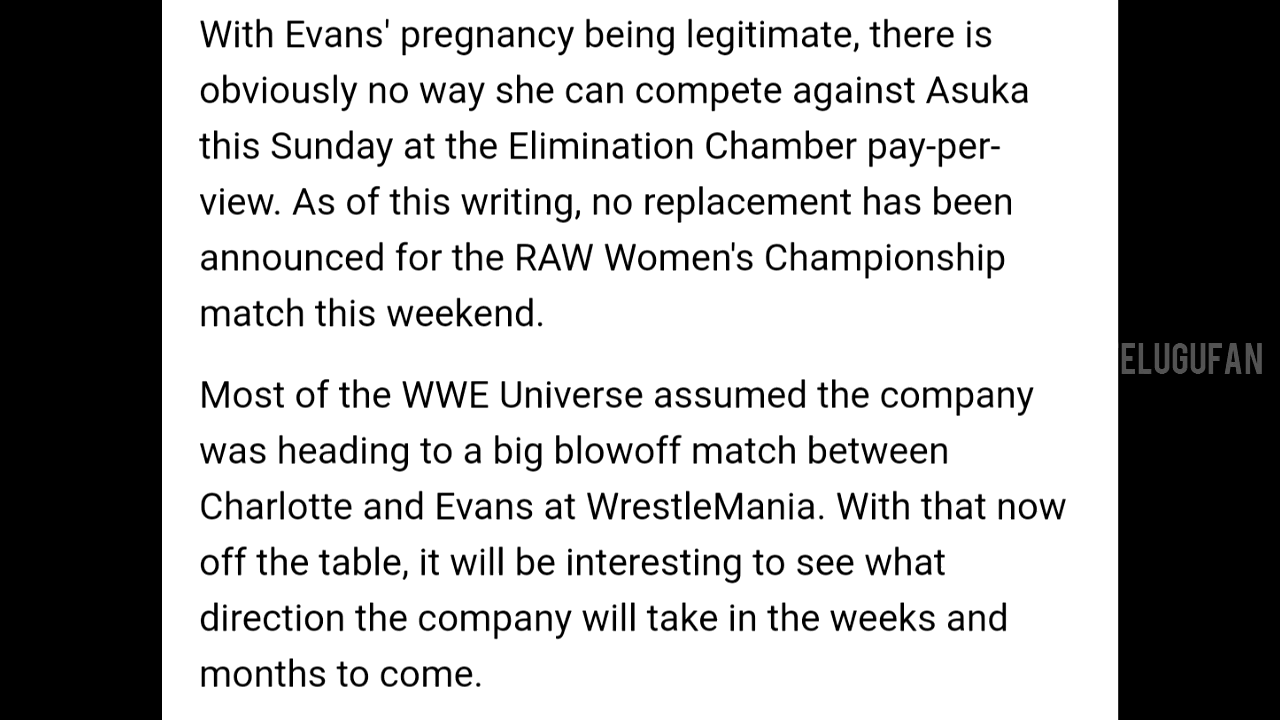 With Evans' pregnancy being legitimate, there is
obviously no way she can compete against Asuka
this Sunday at the Elimination Chamber pay-per-
view. As of this writing, no replacement has been
announced for the RAW Women's Championship
match this weekend.
Most of the WWE Universe assumed the company
was heading to a big blowoff match between
Charlotte and Evans at WrestleMania. With that now
off the table, it will be interesting to see what
direction the company will take in the weeks and
months to come.
ELUGUFAN